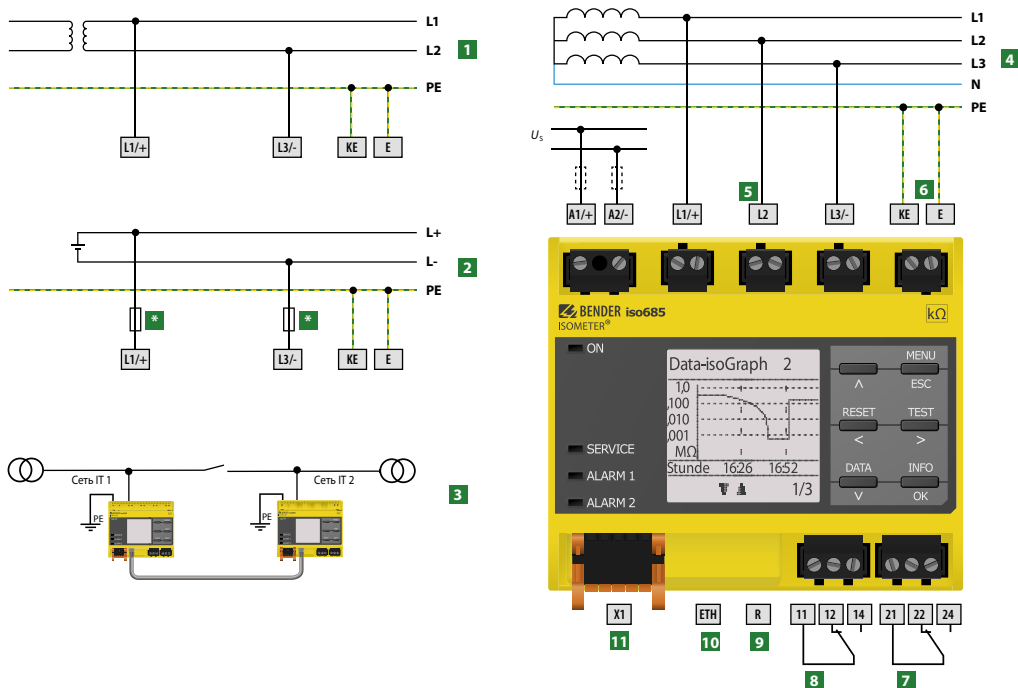 L1
L2
1
PE
L1/+
L3/-
KE
E
L+
L-
2
PE
*
*
L1/+
L3/-
KE
E
Сеть IT 1
Сеть IT 2
3
PE
PE
L1
L2
L3
4
N
PE
Us
5
6
A1/+
A2/-
L1/+
L2
L3/-
KE
E
BENDER iso685
ISOMETER®
kΩ
ON
SERVICE
ALARM 1
ALARM 2
Data-isoGraph 2
1,0
,100
,010
,001
MΩ
Stunde 16:26 16:52
1/3
MENU
Λ ESC
RESET TEST
< >
DATA INFO
V OK
X1
ETH
R
11
12
14
21
22
24
11
10
9
8
7